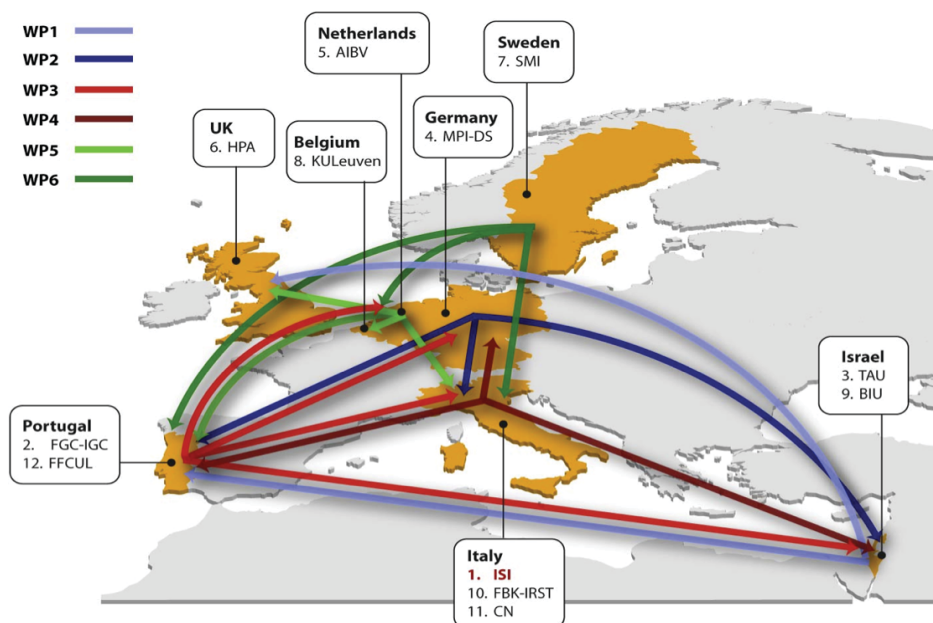 WP1
WP2
WP3
WP4
WP5
WP6
Netherlands
5. AIBV
Sweden
7. SMI
UK
6. HPA
Belgium
8. KULeuven
Germany
4. MPI-DS
Israel
3. TAU
9. BIU
Portugal
2. FGC-IGC
12. FFCUL
Italy
1. ISI
10. FBK-IRST
11. CN